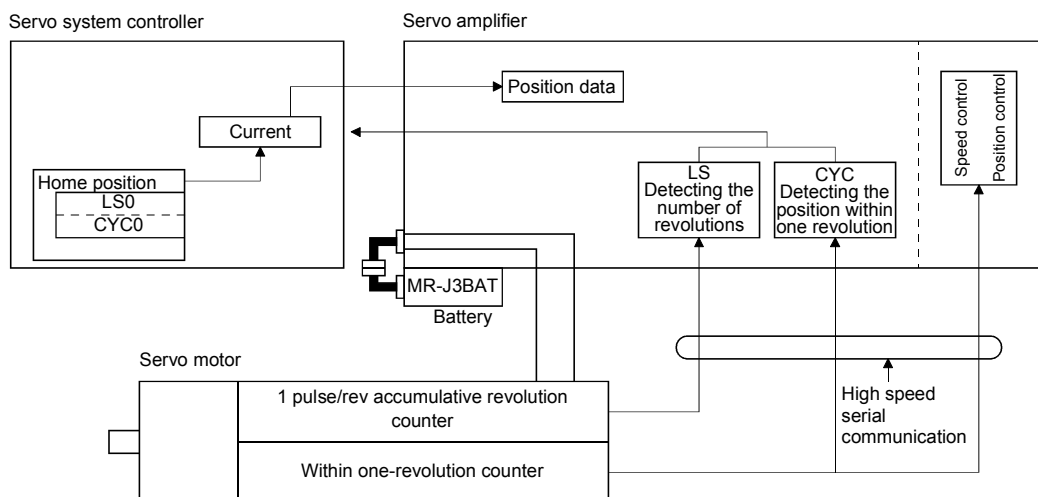 Servo system controller
Servo amplifier
Position data
Current
Home position
LS0
CYC0
LS
Detecting the
number of
revolutions
CYC
Detecting the
position within
one revolution
Speed control
Position control
MR-J3BAT
Battery
Servo motor
1 pulse/rev accumulative revolution
counter
Within one-revolution counter
High speed
serial
communication